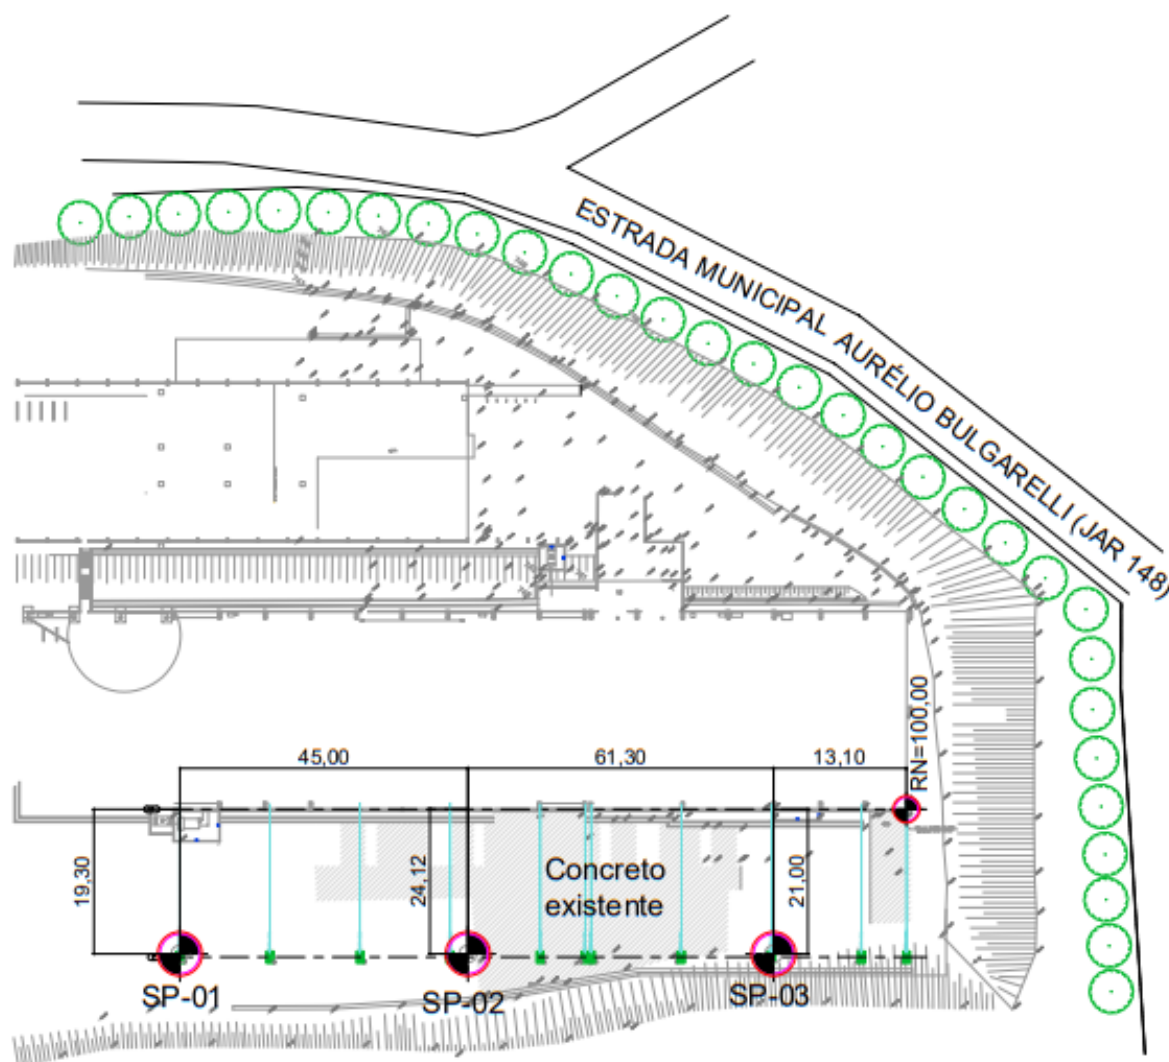 ESTRADA MUNICIPAL AURÉLIO BULGARELLI (JAR 148)
RN=100,00
45,00
61,30
13,10
19,30
24,12
Concreto
existente
21,00
SP-01
SP-02
SP-03